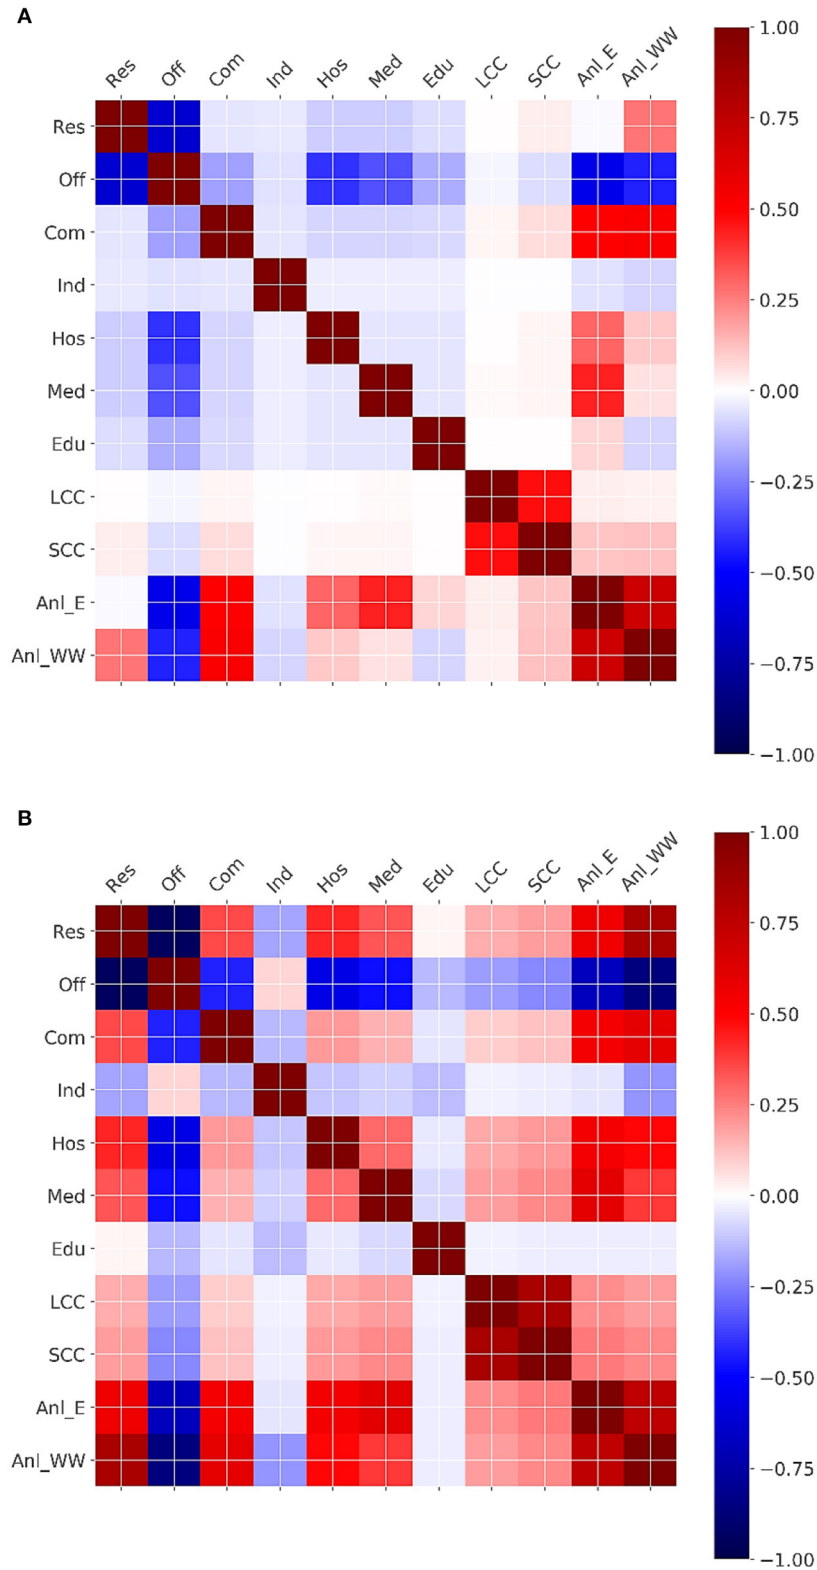 A
Res Off Com Ind Hos Med Edu LCC SCC Anl_E Anl_WW
Res
Off
Com
Ind
Hos
Med
Edu
LCC
SCC
Anl_E
Anl_WW
1.00
0.75
0.50
0.25
0.00
−0.25
−0.50
−0.75
−1.00
B
Res Off Com Ind Hos Med Edu LCC SCC Anl_E Anl_WW
Res
Off
Com
Ind
Hos
Med
Edu
LCC
SCC
Anl_E
Anl_WW
1.00
0.75
0.50
0.25
0.00
−0.25
−0.50
−0.75
−1.00